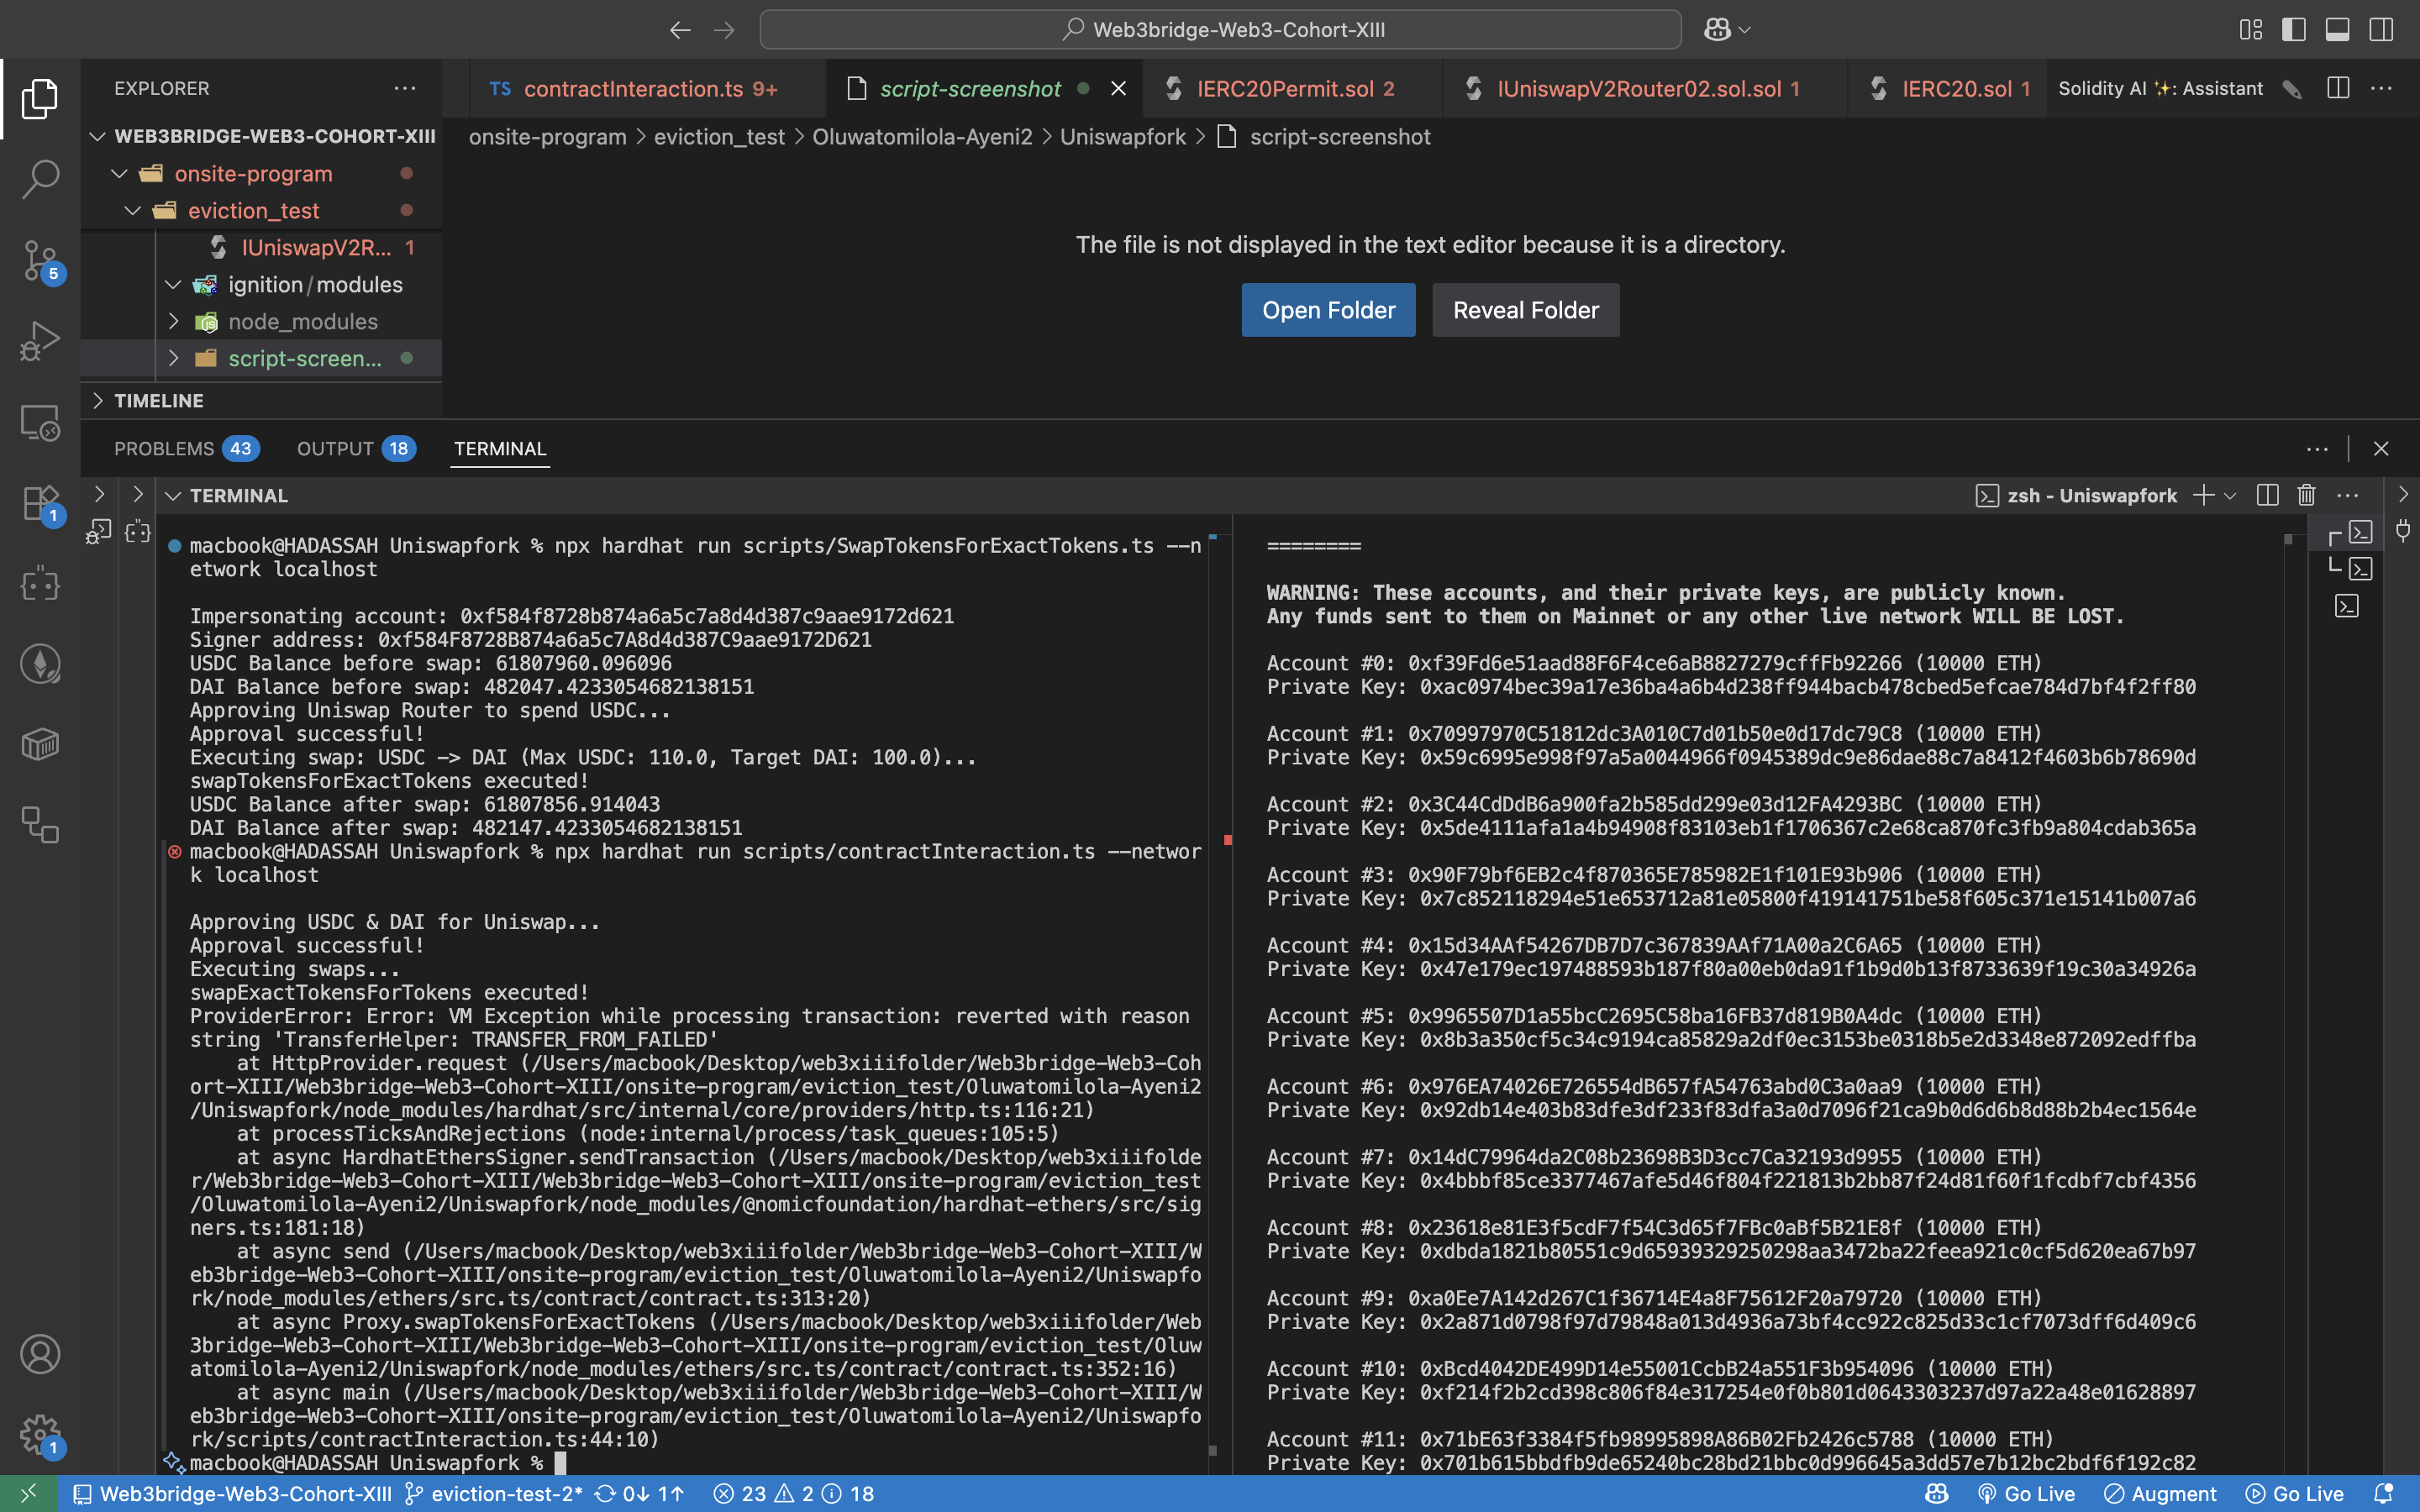 Web3bridge-Web3-Cohort-XIII
EXPLORER
TS contractInteraction.ts 9+
script-screenshot
IERC20Permit.sol 2
IUniswapV2Router02.sol.sol 1
IERC20.sol 1
Solidity AI ✨: Assistant
WEB3BRIDGE-WEB3-COHORT-XIII
onsite-program > eviction_test > Oluwatomilola-Ayeni2 > Uniswapfork > script-screenshot
onsite-program
eviction_test
IUniswapV2R... 1
ignition/modules
node_modules
script-screen...
TIMELINE
The file is not displayed in the text editor because it is a directory.
Open Folder
Reveal Folder
5
1
1
PROBLEMS 43
OUTPUT 18
TERMINAL
TERMINAL
zsh - Uniswapfork
macbook@HADASSAH Uniswapfork % npx hardhat run scripts/SwapTokensForExactTokens.ts --n
etwork localhost
Impersonating account: 0xf584f8728b874a6a5c7a8d4d387c9aae9172d621
Signer address: 0xf584F8728B874a6a5c7A8d4d387C9aae9172D621
USDC Balance before swap: 61807960.096096
DAI Balance before swap: 482047.4233054682138151
Approving Uniswap Router to spend USDC...
Approval successful!
Executing swap: USDC -> DAI (Max USDC: 110.0, Target DAI: 100.0)...
swapTokensForExactTokens executed!
USDC Balance after swap: 61807856.914043
DAI Balance after swap: 482147.4233054682138151
macbook@HADASSAH Uniswapfork % npx hardhat run scripts/contractInteraction.ts --networ
k localhost
Approving USDC & DAI for Uniswap...
Approval successful!
Executing swaps...
swapExactTokensForTokens executed!
ProviderError: Error: VM Exception while processing transaction: reverted with reason
string 'TransferHelper: TRANSFER_FROM_FAILED'
at HttpProvider.request (/Users/macbook/Desktop/web3xiiifolder/Web3bridge-Web3-Coh
ort-XIII/Web3bridge-Web3-Cohort-XIII/onsite-program/eviction_test/Oluwatomilola-Ayeni2
/Uniswapfork/node_modules/hardhat/src/internal/core/providers/http.ts:116:21)
at processTicksAndRejections (node:internal/process/task_queues:105:5)
at async HardhatEthersSigner.sendTransaction (/Users/macbook/Desktop/web3xiiifolde
r/Web3bridge-Web3-Cohort-XIII/Web3bridge-Web3-Cohort-XIII/onsite-program/eviction_test
/Oluwatomilola-Ayeni2/Uniswapfork/node_modules/@nomicfoundation/hardhat-ethers/src/sig
ners.ts:181:18)
at async send (/Users/macbook/Desktop/web3xiiifolder/Web3bridge-Web3-Cohort-XIII/W
eb3bridge-Web3-Cohort-XIII/onsite-program/eviction_test/Oluwatomilola-Ayeni2/Uniswapfo
rk/node_modules/ethers/src.ts/contract/contract.ts:313:20)
at async Proxy.swapTokensForExactTokens (/Users/macbook/Desktop/web3xiiifolder/Web
3bridge-Web3-Cohort-XIII/Web3bridge-Web3-Cohort-XIII/onsite-program/eviction_test/Oluw
atomilola-Ayeni2/Uniswapfork/node_modules/ethers/src.ts/contract/contract.ts:352:16)
at async main (/Users/macbook/Desktop/web3xiiifolder/Web3bridge-Web3-Cohort-XIII/W
eb3bridge-Web3-Cohort-XIII/onsite-program/eviction_test/Oluwatomilola-Ayeni2/Uniswapfo
rk/scripts/contractInteraction.ts:44:10)
macbook@HADASSAH Uniswapfork %
========
WARNING: These accounts, and their private keys, are publicly known.
Any funds sent to them on Mainnet or any other live network WILL BE LOST.
Account #0: 0xf39Fd6e51aad88F6F4ce6aB8827279cffFb92266 (10000 ETH)
Private Key: 0xac0974bec39a17e36ba4a6b4d238ff944bacb478cbed5efcae784d7bf4f2ff80
Account #1: 0x70997970C51812dc3A010C7d01b50e0d17dc79C8 (10000 ETH)
Private Key: 0x59c6995e998f97a5a0044966f0945389dc9e86dae88c7a8412f4603b6b78690d
Account #2: 0x3C44CdDdB6a900fa2b585dd299e03d12FA4293BC (10000 ETH)
Private Key: 0x5de4111afa1a4b94908f83103eb1f1706367c2e68ca870fc3fb9a804cdab365a
Account #3: 0x90F79bf6EB2c4f870365E785982E1f101E93b906 (10000 ETH)
Private Key: 0x7c852118294e51e653712a81e05800f419141751be58f605c371e15141b007a6
Account #4: 0x15d34AAf54267DB7D7c367839AAf71A00a2C6A65 (10000 ETH)
Private Key: 0x47e179ec197488593b187f80a00eb0da91f1b9d0b13f8733639f19c30a34926a
Account #5: 0x9965507D1a55bcC2695C58ba16FB37d819B0A4dc (10000 ETH)
Private Key: 0x8b3a350cf5c34c9194ca85829a2df0ec3153be0318b5e2d3348e872092edffba
Account #6: 0x976EA74026E726554dB657fA54763abd0C3a0aa9 (10000 ETH)
Private Key: 0x92db14e403b83dfe3df233f83dfa3a0d7096f21ca9b0d6d6b8d88b2b4ec1564e
Account #7: 0x14dC79964da2C08b23698B3D3cc7Ca32193d9955 (10000 ETH)
Private Key: 0x4bbbf85ce3377467afe5d46f804f221813b2bb87f24d81f60f1fcdbf7cbf4356
Account #8: 0x23618e81E3f5cdF7f54C3d65f7FBc0aBf5B21E8f (10000 ETH)
Private Key: 0xdbda1821b80551c9d65939329250298aa3472ba22feea921c0cf5d620ea67b97
Account #9: 0xa0Ee7A142d267C1f36714E4a8F75612F20a79720 (10000 ETH)
Private Key: 0x2a871d0798f97d79848a013d4936a73bf4cc922c825d33c1cf7073dff6d409c6
Account #10: 0xBcd4042DE499D14e55001CcbB24a551F3b954096 (10000 ETH)
Private Key: 0xf214f2b2cd398c806f84e317254e0f0b801d0643303237d97a22a48e01628897
Account #11: 0x71bE63f3384f5fb98995898A86B02Fb2426c5788 (10000 ETH)
Private Key: 0x701b615bbdfb9de65240bc28bd21bbc0d996645a3dd57e7b12bc2bdf6f192c82
Web3bridge-Web3-Cohort-XIII eviction-test-2* 0↓ 1↑ 23 2 18
Go Live
Augment
Go Live